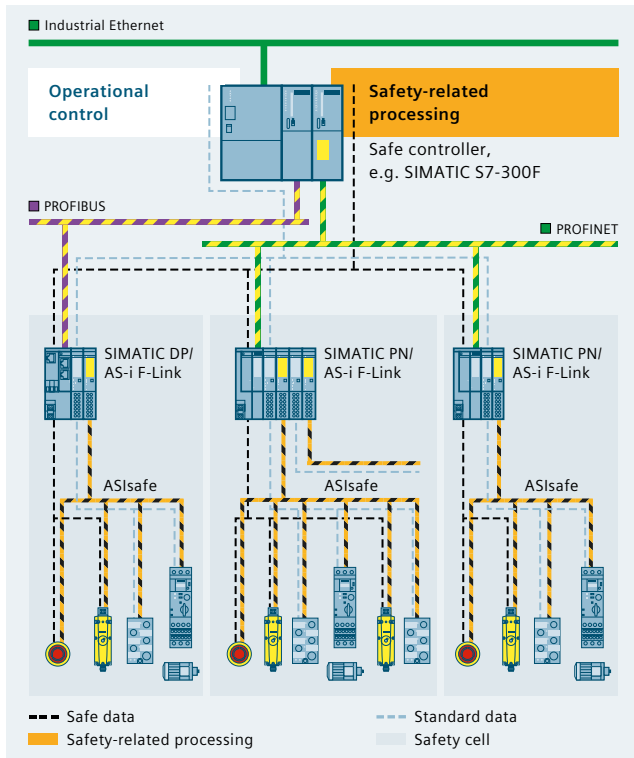 Industrial Ethernet
Operational
control
Safety-related
processing
Safe controller,
e.g. SIMATIC S7-300F
PROFIBUS
PROFINET
SIMATIC DP/
AS-i F-Link
SIMATIC PN/
AS-i F-Link
SIMATIC PN/
AS-i F-Link
ASIsafe
ASIsafe
ASIsafe
Safe data
Standard data
Safety-related processing
Safety cell